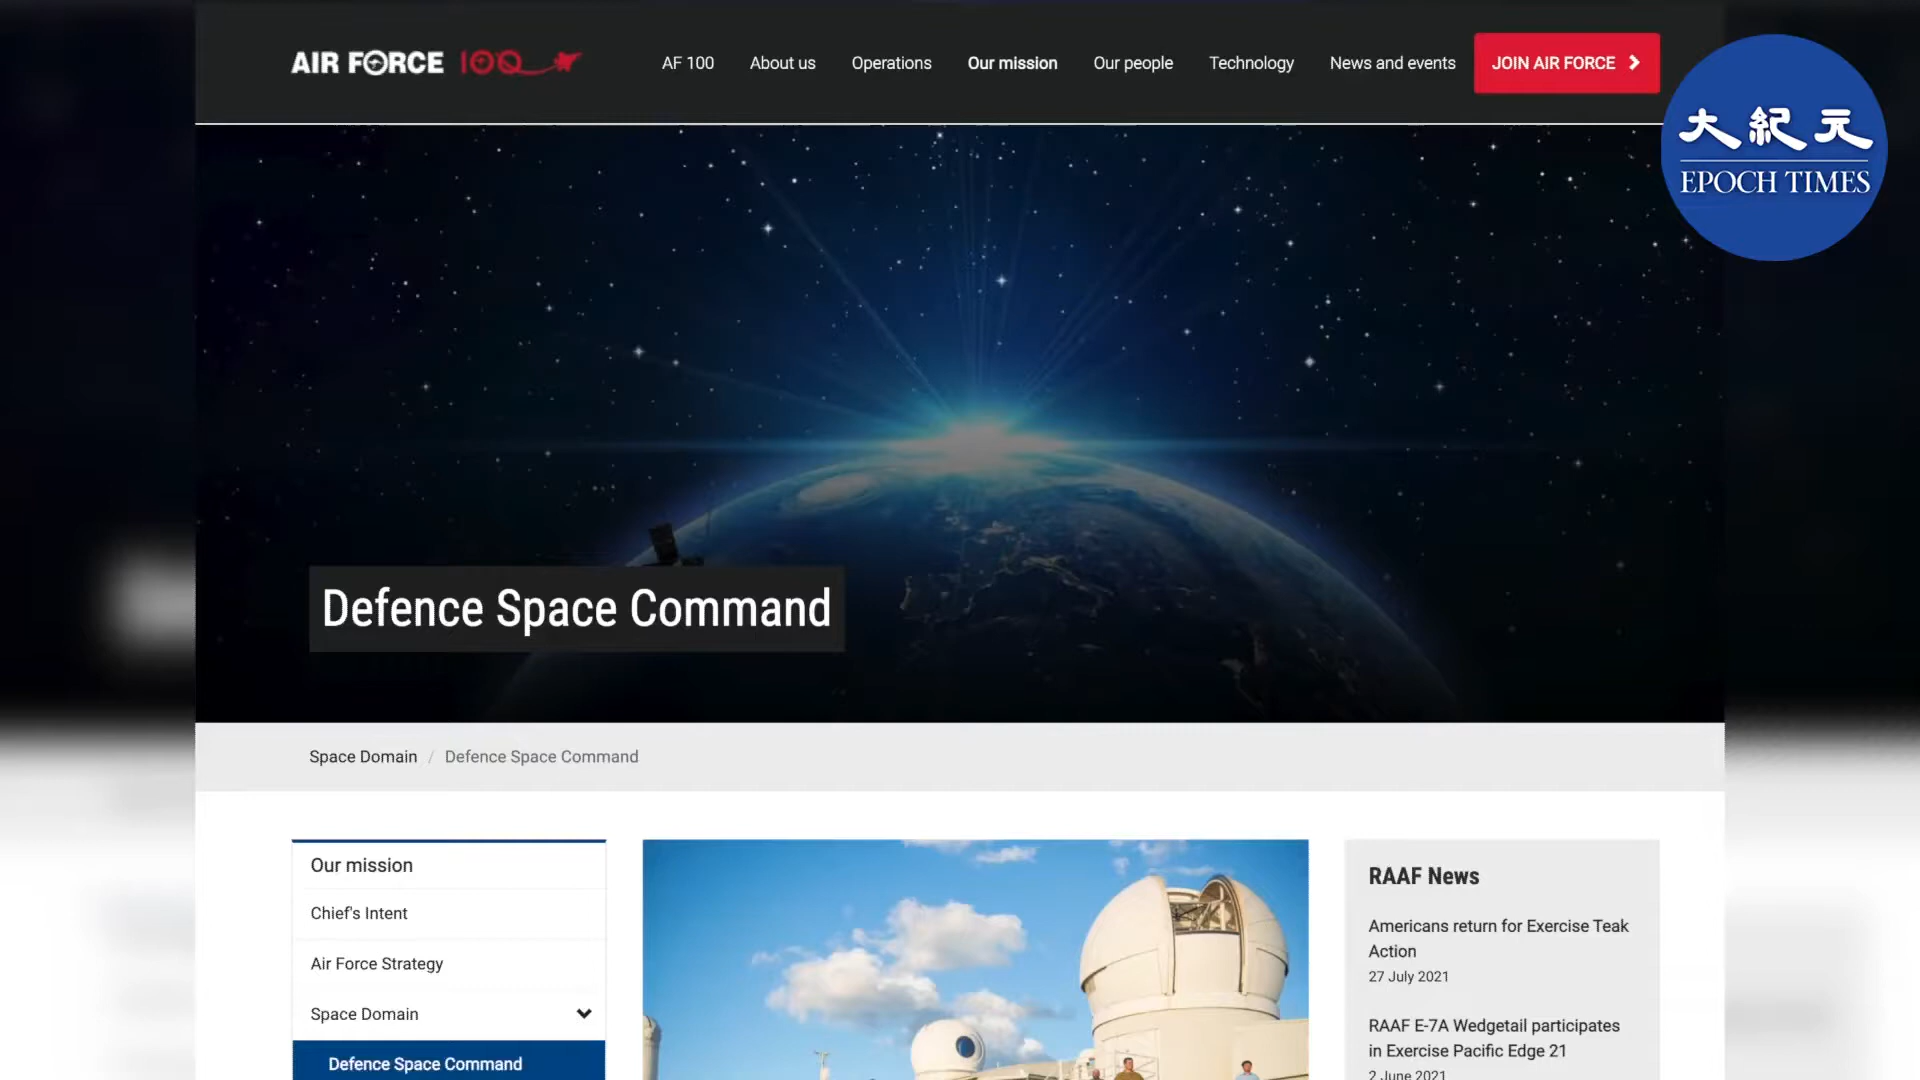 AIR FORCE 100
AF 100
About us
Operations
Our mission
Our people
Technology
News and events
JOIN AIR FORCE
大紀元
EPOCH TIMES
Defence Space Command
Space Domain / Defence Space Command
Our mission
Chief's Intent
Air Force Strategy
Space Domain
Defence Space Command
RAAF News
Americans return for Exercise Teak
Action
27 July 2021
RAAF E-7A Wedgetail participates
in Exercise Pacific Edge 21
2 June 2021